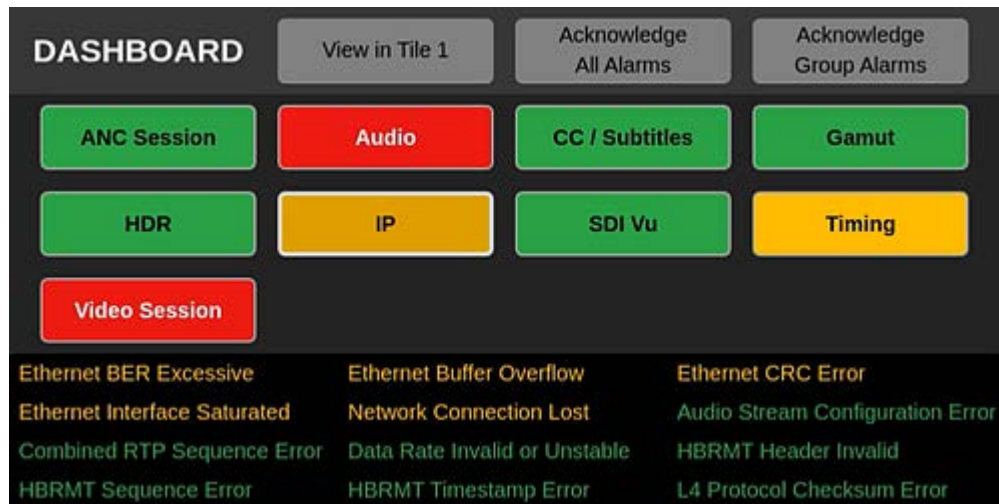 DASHBOARD
View in Tile 1
Acknowledge
All Alarms
Acknowledge
Group Alarms
ANC Session
Audio
CC / Subtitles
Gamut
HDR
IP
SDI Vu
Timing
Video Session
Ethernet BER Excessive
Ethernet Buffer Overflow
Ethernet CRC Error
Ethernet Interface Saturated
Network Connection Lost
Audio Stream Configuration Error
Combined RTP Sequence Error
Data Rate Invalid or Unstable
HBRMT Header Invalid
HBRMT Sequence Error
HBRMT Timestamp Error
L4 Protocol Checksum Error